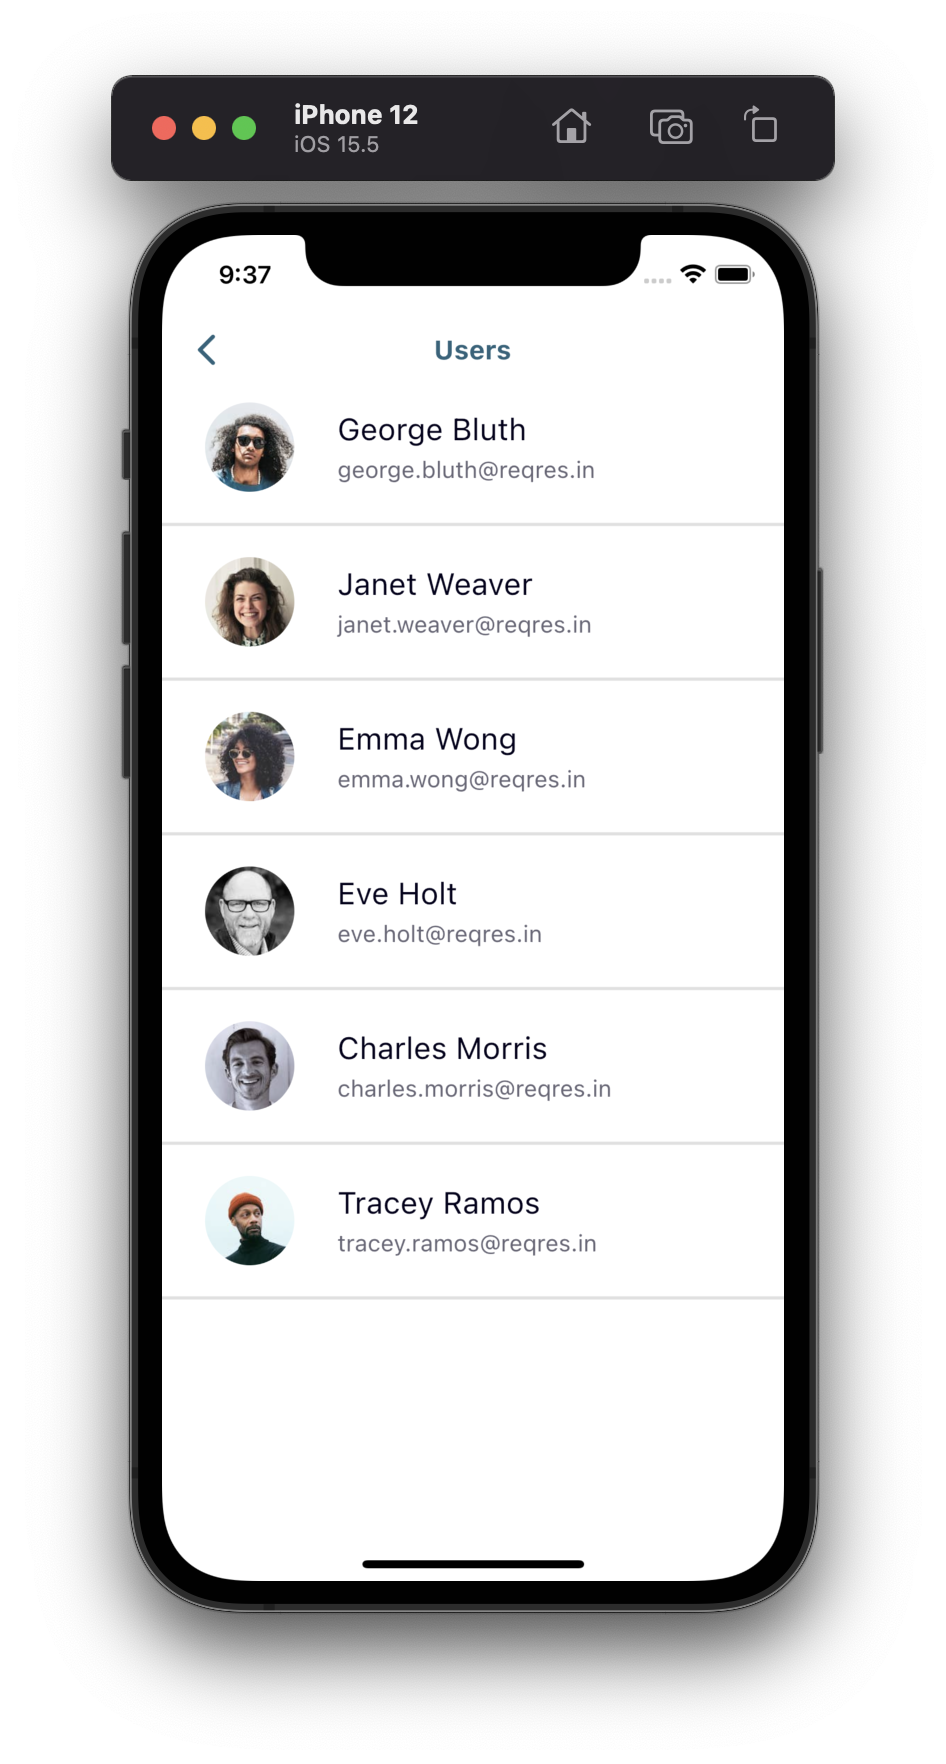 iPhone 12
iOS 15.5
9:37
Users
George Bluth
george.bluth@reqres.in
Janet Weaver
janet.weaver@reqres.in
Emma Wong
emma.wong@reqres.in
Eve Holt
eve.holt@reqres.in
Charles Morris
charles.morris@reqres.in
Tracey Ramos
tracey.ramos@reqres.in